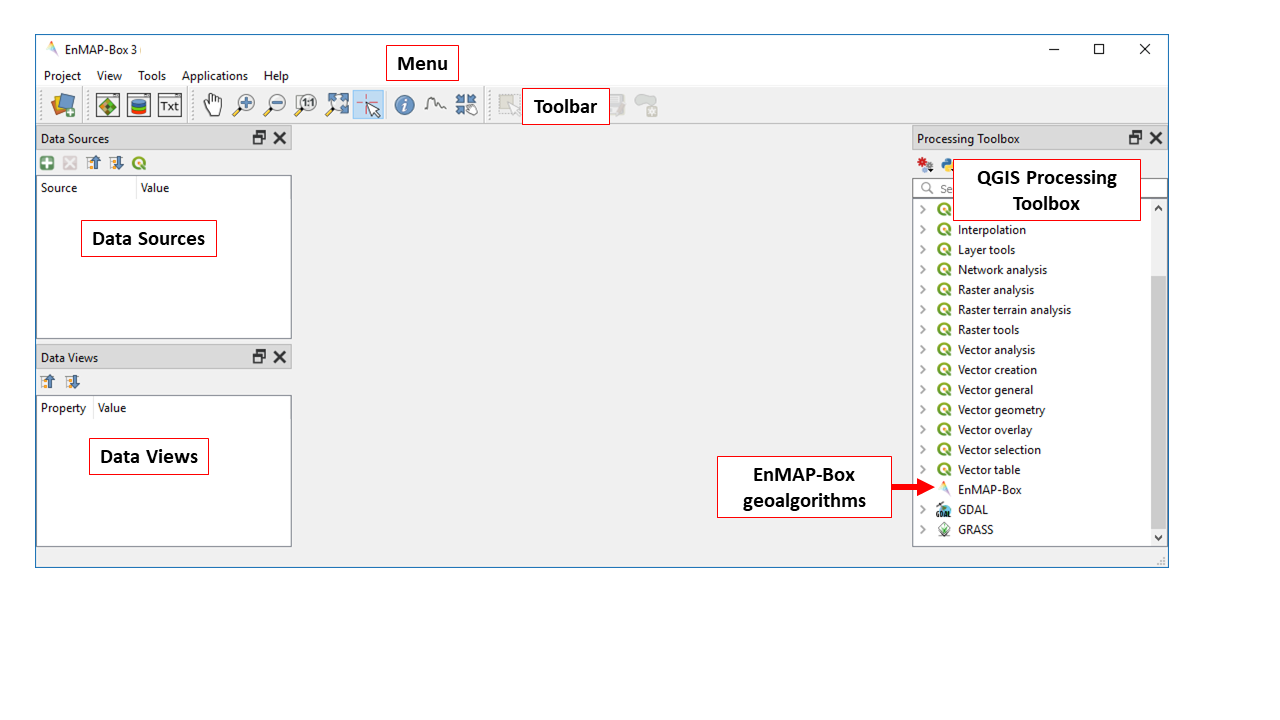 EnMAP-Box 3
Menu
Project View Tools Applications Help
Txt 1:1 Toolbar
Data Sources
Source Value
Data Sources
Data Views
Property Value
Data Views
Processing Toolbox
QGIS Processing
Toolbox
Se
Interpolation
Layer tools
Network analysis
Raster analysis
Raster terrain analysis
Raster tools
Vector analysis
Vector creation
Vector general
Vector geometry
Vector overlay
Vector selection
Vector table
EnMAP-Box
GDAL GDAL
GRASS
EnMAP-Box
geoalgorithms